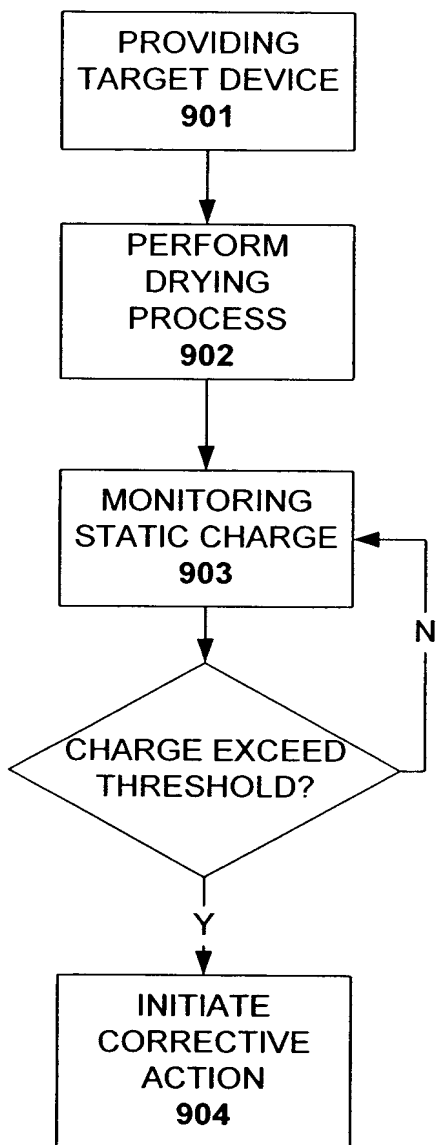 PROVIDING
TARGET DEVICE
901
PERFORM
DRYING
PROCESS
902
MONITORING
STATIC CHARGE
903
N
CHARGE EXCEED
THRESHOLD?
Y
INITIATE
CORRECTIVE
ACTION
904